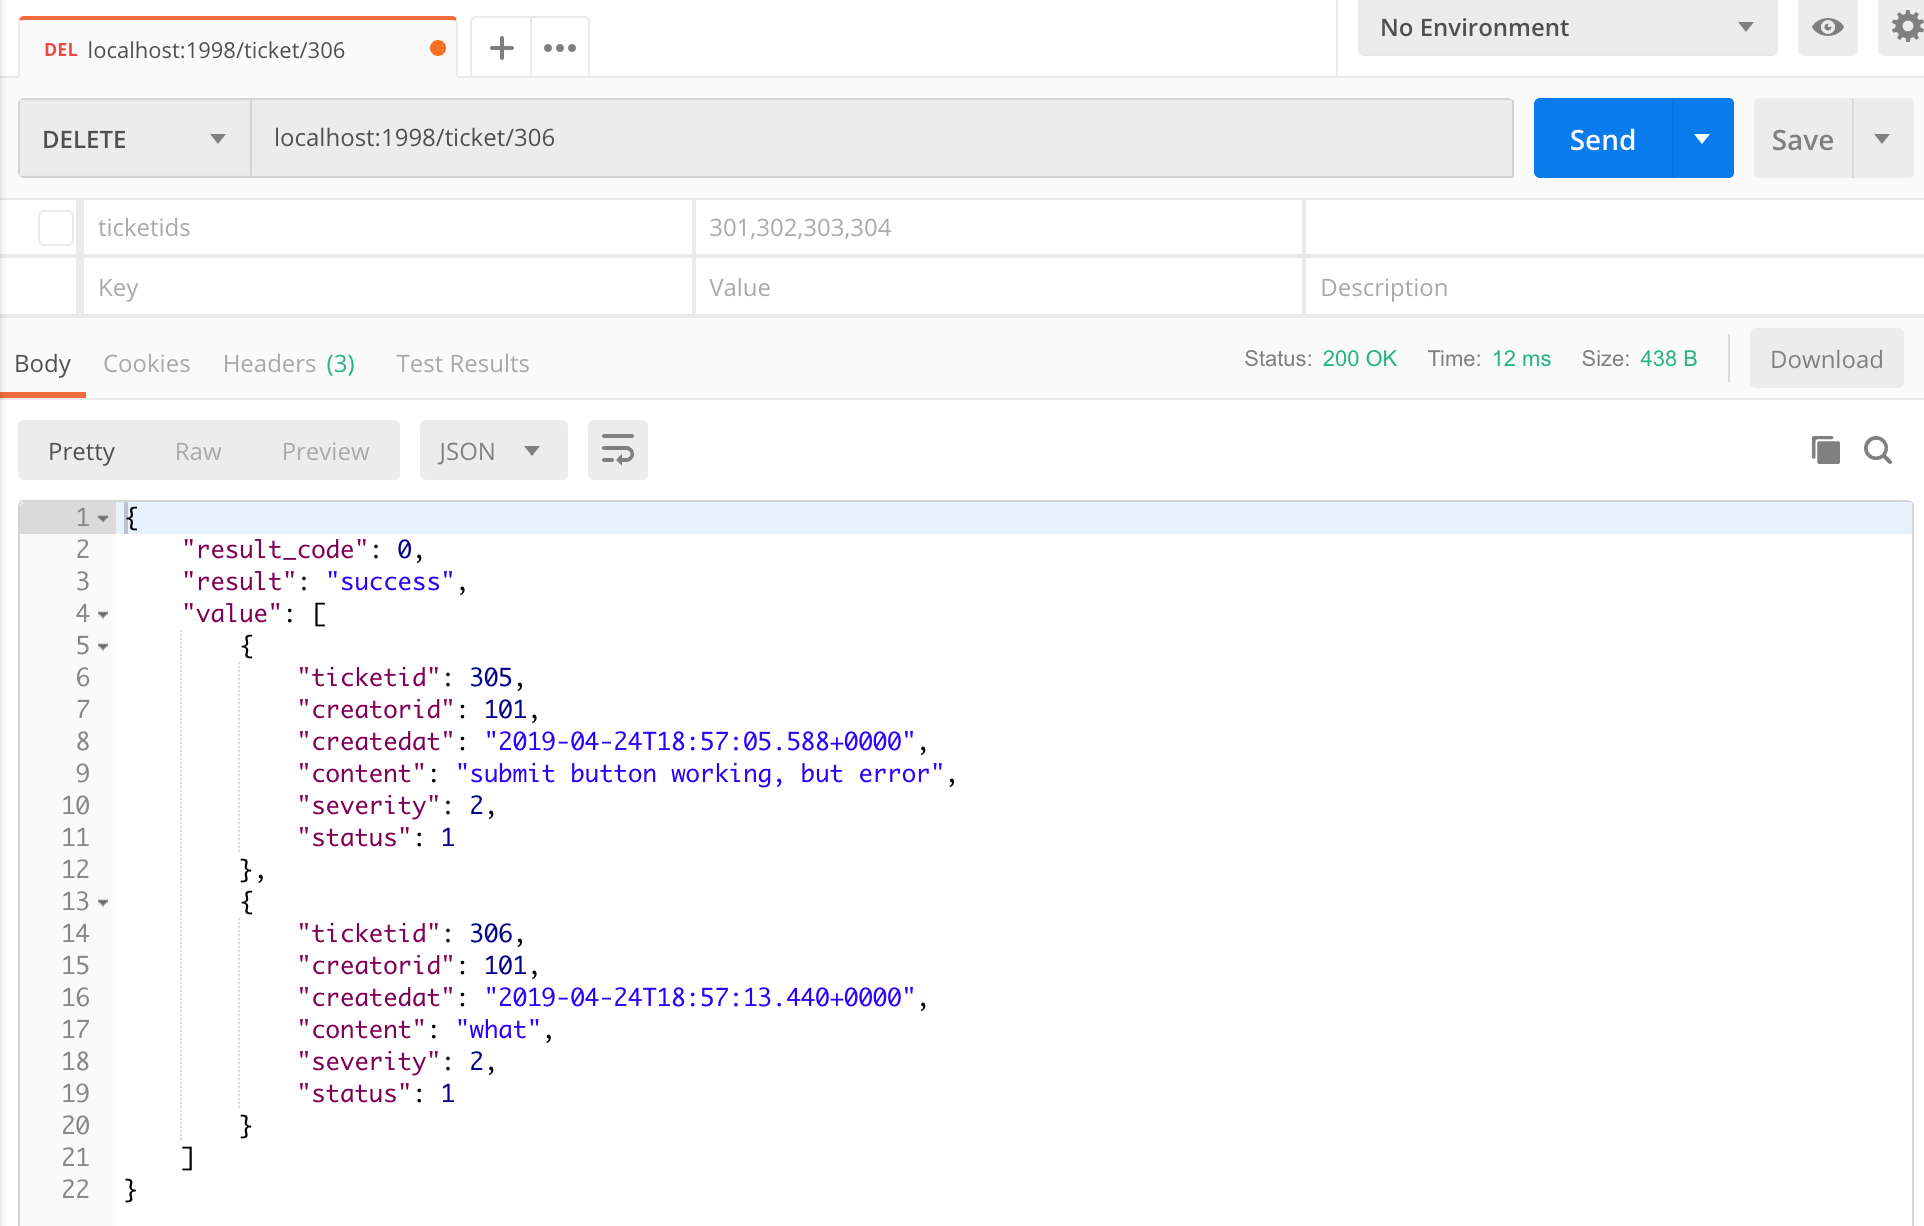 DEL localhost:1998/ticket/306
No Environment
DELETE localhost:1998/ticket/306 Send Save
ticketids 301,302,303,304
Key Value Description
Body Cookies Headers (3) Test Results Status: 200 OK Time: 12 ms Size: 438 B Download
Pretty Raw Preview JSON
1 {
2 "result_code": 0,
3 "result": "success",
4 "value": [
5 {
6 "ticketid": 305,
7 "creatorid": 101,
8 "createdat": "2019-04-24T18:57:05.588+0000",
9 "content": "submit button working, but error",
10 "severity": 2,
11 "status": 1
12 },
13 {
14 "ticketid": 306,
15 "creatorid": 101,
16 "createdat": "2019-04-24T18:57:13.440+0000",
17 "content": "what",
18 "severity": 2,
19 "status": 1
20 }
21 ]
22 }